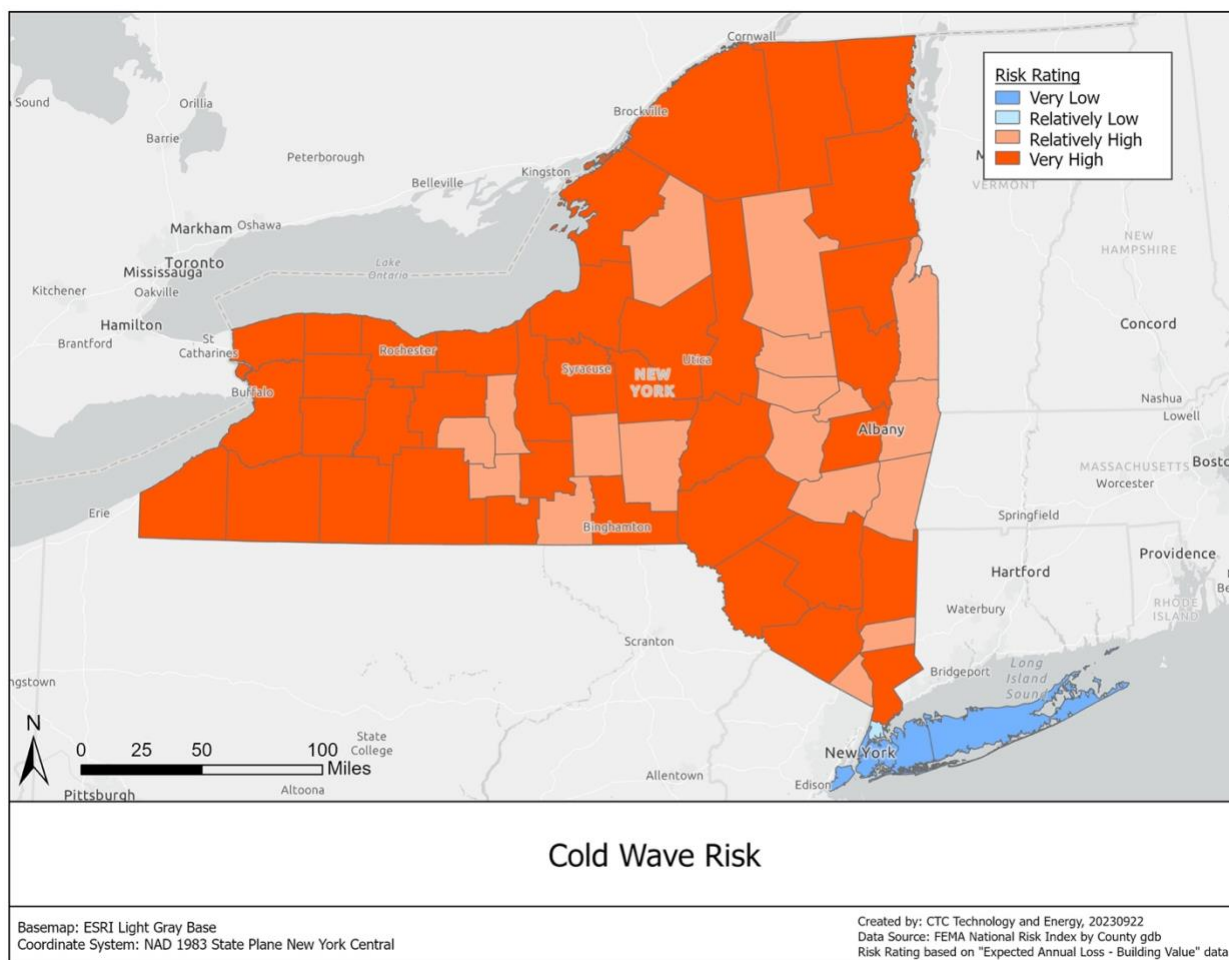 Cornwall
Sound
Orillia
Barrie
Brockville
Peterborough
Kingston
Belleville
Markham
Oshawa
Toronto
Mississauga
Oakville
Kitchener
Hamilton
Brantford
St
Catharines
Lake
Ontario
Risk Rating
Very Low
Relatively Low
Relatively High
Very High
VERMONT
NEW
HAMPSHIRE
Concord
Nashua
Lowell
Rochester
Syracuse
Utica
NEW
YORK
Buffalo
Albany
MASSACHUSETTS
Worcester
Springfield
Erie
Binghamton
Hartford
Providence
RHODE
ISLAND
Waterbury
Scranton
Bridgeport
Long
Island
Sound
New York
State
College
Allentown
Edison
Altoona
Pittsburgh
N
0 25 50 100
Miles
Cold Wave Risk
Basemap: ESRI Light Gray Base
Coordinate System: NAD 1983 State Plane New York Central
Created by: CTC Technology and Energy, 20230922
Data Source: FEMA National Risk Index by County gdb
Risk Rating based on "Expected Annual Loss - Building Value" data